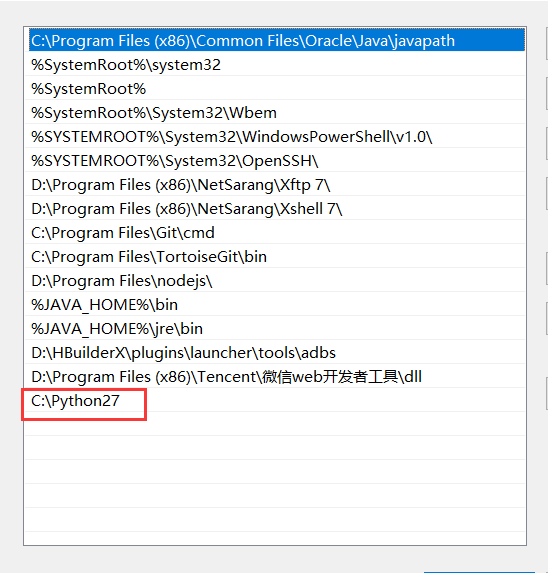 C:\Program Files (x86)\Common Files\Oracle\Java\javapath
%SystemRoot%\system32
%SystemRoot%
%SystemRoot%\System32\Wbem
%SYSTEMROOT%\System32\WindowsPowerShell\v1.0\
%SYSTEMROOT%\System32\OpenSSH\
D:\Program Files (x86)\NetSarang\Xftp 7\
D:\Program Files (x86)\NetSarang\Xshell 7\
C:\Program Files\Git\cmd
C:\Program Files\TortoiseGit\bin
D:\Program Files\nodejs\
%JAVA_HOME%\bin
%JAVA_HOME%\jre\bin
D:\HBuilderX\plugins\launcher\tools\adbs
D:\Program Files (x86)\Tencent\微信web开发者工具\dll
C:\Python27